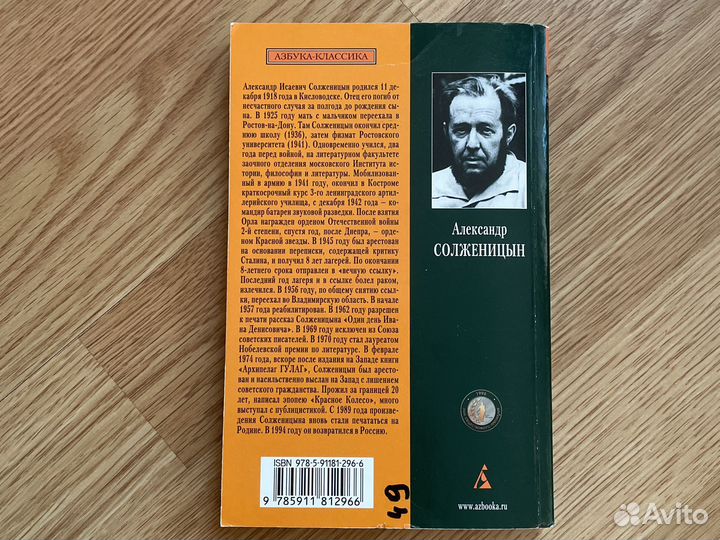 АЗБУКА-КЛАССИКА
Александр Исаевич Солженицын родился 11 де-
кабря 1918 года в Кисловодске. Отец его погиб от
несчастного случая за полгода до рождения сы-
на. В 1925 году мать с мальчиком переехала в
Ростов-на-Дону. Там Солженицын окончил сред-
нюю школу (1936), затем физмат Ростовского
университета (1941). Одновременно учился, два
года перед войной, на литературном факультете
заочного отделения московского Института ис-
тории, философии и литературы. Мобилизован-
ный в армию в 1941 году, окончил в Костроме
краткосрочный курс 3-го ленинградского артил-
лерийского училища, с декабря 1942 года – ко-
мандир батареи звуковой разведки. После взятия
Орла награжден орденом Отечественной войны
2-й степени, спустя год, после Днепра, – орде-
ном Красной звезды. В 1945 году был арестован
на основании переписки, содержащей критику
Сталина, и получил 8 лет лагерей. По окончании
8-летнего срока отправлен в «вечную ссылку».
Последний год лагеря и в ссылке болел раком,
излечился. В 1956 году, по общему снятию ссыл-
ки, переехал во Владимирскую область. В начале
1957 года реабилитирован. В 1962 году разрешен
к печати рассказ Солженицына «Один день Ива-
на Денисовича». В 1969 году исключен из Союза
советских писателей. В 1970 году стал лауреатом
Нобелевской премии по литературе. В феврале
1974 года, вскоре после издания на Западе книги
«Архипелаг ГУЛАГ», Солженицын был аресто-
ван и насильственно выслан на Запад с лишением
советского гражданства. Прожил за границей 20
лет, написал эпопею «Красное Колесо», много
выступал с публицистикой. С 1989 года произве-
дения Солженицына вновь стали печататься на
Родине. В 1994 году он возвратился в Россию.
ISBN 978-5-91181-296-6
9 785911 812966
49
Александр
СОЛЖЕНИЦЫН
1995
www.azbooka.ru
Avito